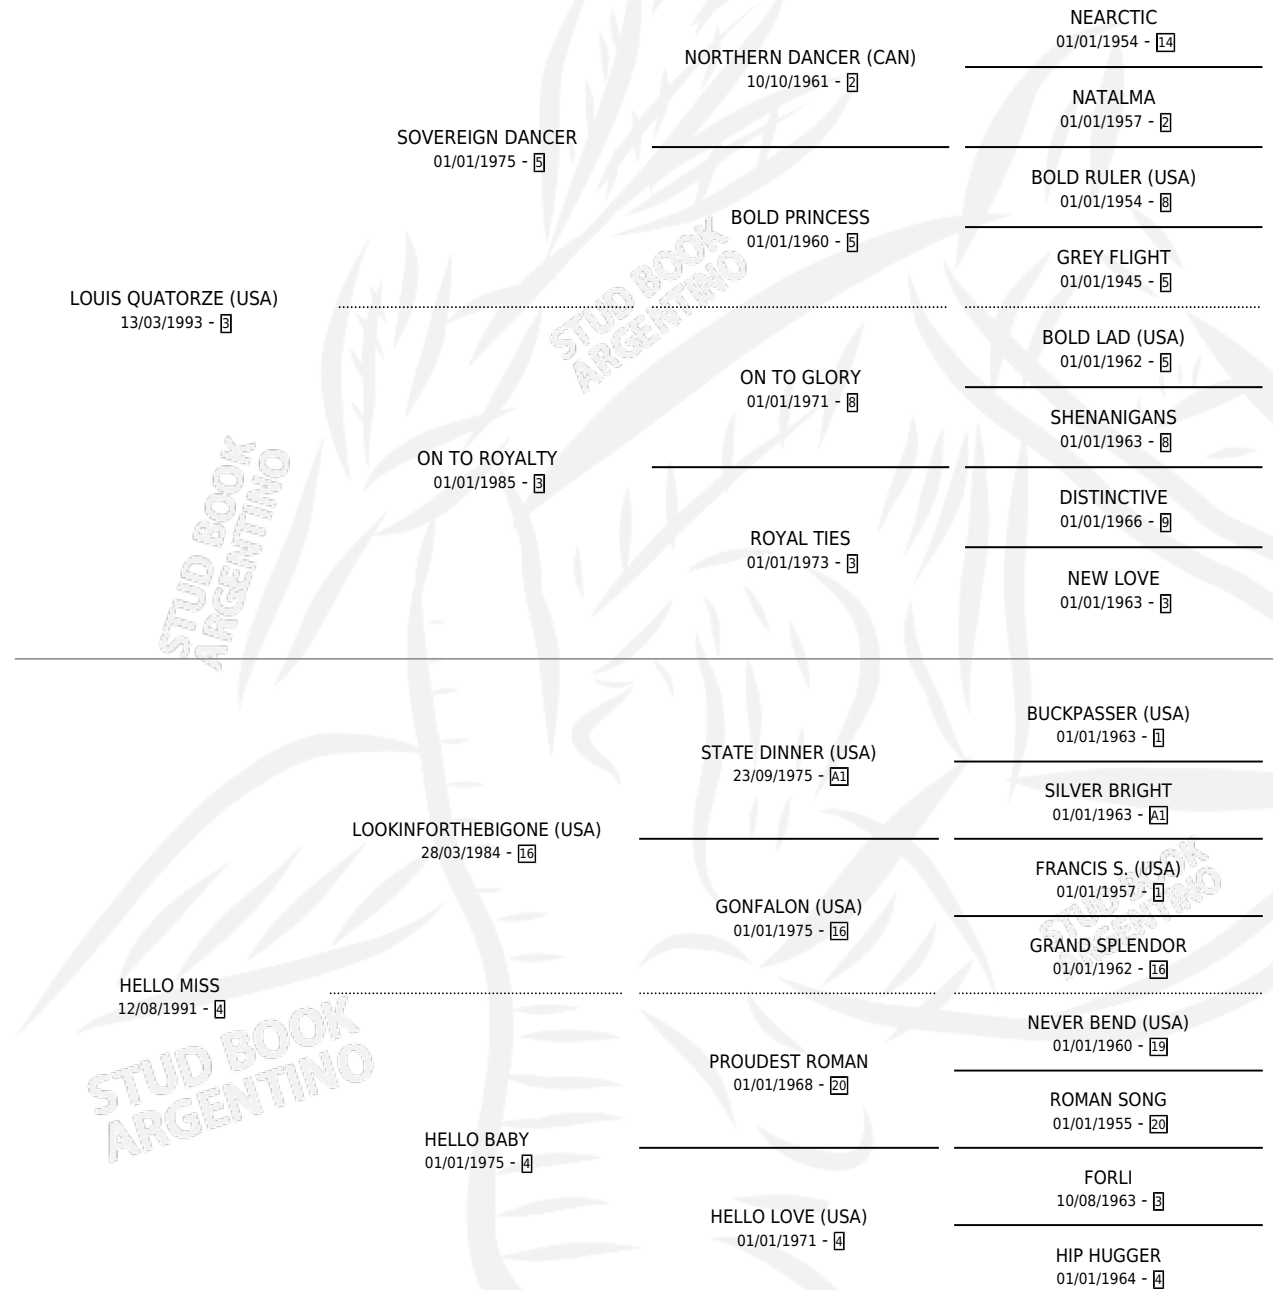 NEARCTIC
01/01/1954 - 14
NORTHERN DANCER (CAN)
10/10/1961 - 2
NATALMA
01/01/1957 - 2
SOVEREIGN DANCER
01/01/1975 - 5
BOLD RULER (USA)
01/01/1954 - 8
BOLD PRINCESS
01/01/1960 - 5
GREY FLIGHT
01/01/1945 - 5
LOUIS QUATORZE (USA)
13/03/1993 - 3
BOLD LAD (USA)
01/01/1962 - 5
ON TO GLORY
01/01/1971 - 8
SHENANIGANS
01/01/1963 - 8
ON TO ROYALTY
01/01/1985 - 3
DISTINCTIVE
01/01/1966 - 9
ROYAL TIES
01/01/1973 - 3
NEW LOVE
01/01/1963 - 3
BUCKPASSER (USA)
01/01/1963 - 1
STATE DINNER (USA)
23/09/1975 - A1
SILVER BRIGHT
01/01/1963 - A1
LOOKINFORTHEBIGONE (USA)
28/03/1984 - 16
FRANCIS S. (USA)
01/01/1957 - 1
GONFALON (USA)
01/01/1975 - 16
GRAND SPLENDOR
01/01/1962 - 16
HELLO MISS
12/08/1991 - 4
NEVER BEND (USA)
01/01/1960 - 19
PROUDEST ROMAN
01/01/1968 - 20
ROMAN SONG
01/01/1955 - 20
HELLO BABY
01/01/1975 - 4
FORLI
10/08/1963 - 3
HELLO LOVE (USA)
01/01/1971 - 4
HIP HUGGER
01/01/1964 - 4
STUD BOOK
ARGENTINO
STUD BOOK
ARGENTINO
STUD BOOK
ARGENTINO
STUD BOOK
ARGENTINO